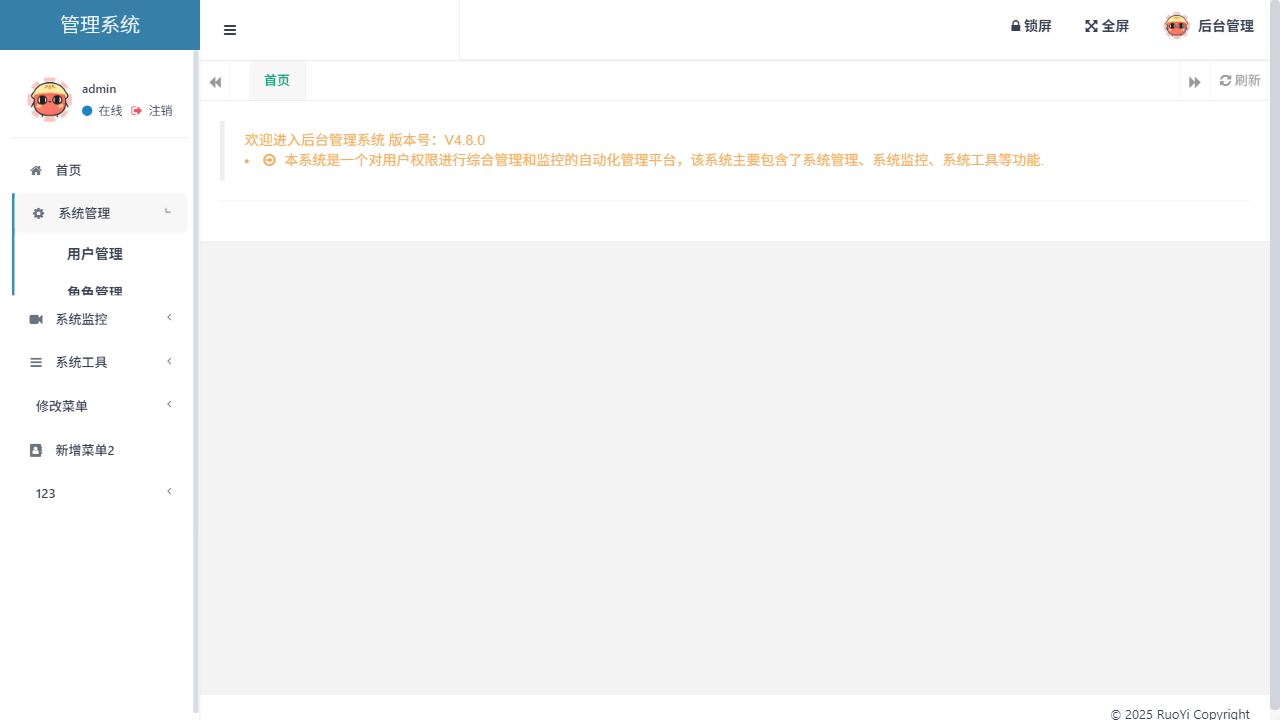 管理系统
锁屏
全屏
后台管理
首页
刷新
admin
在线
注销
首页
系统管理
用户管理
角色管理
系统监控
系统工具
修改菜单
新增菜单2
123
欢迎进入后台管理系统 版本号：V4.8.0
本系统是一个对用户权限进行综合管理和监控的自动化管理平台，该系统主要包含了系统管理、系统监控、系统工具等功能.
© 2025 RuoYi Copyright